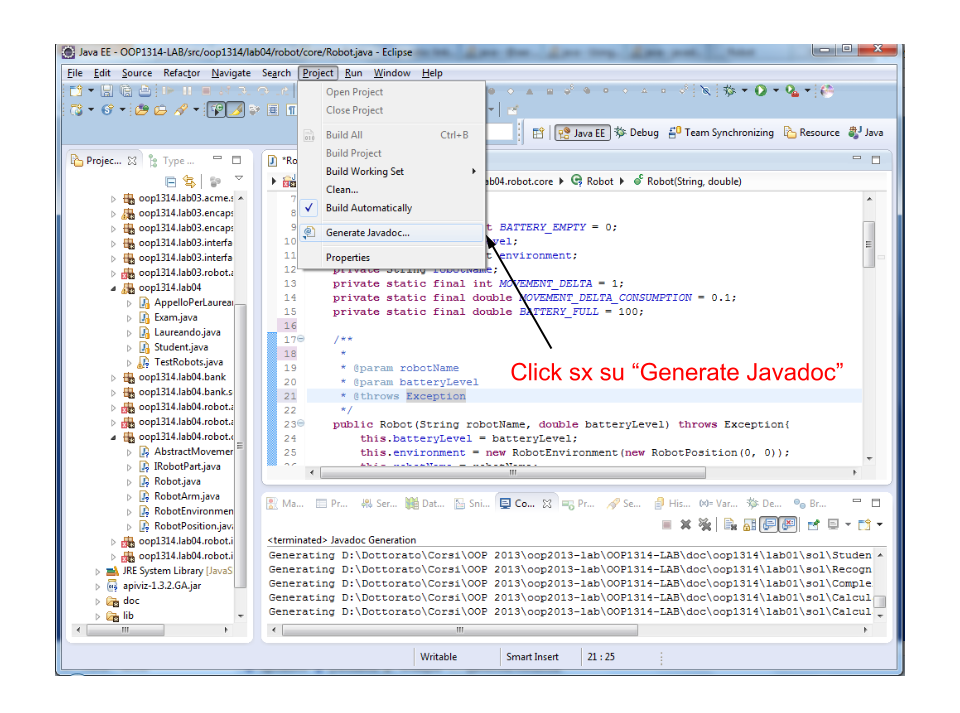 Java EE - OOP1314-LAB/src/oop1314/lab04/robot/core/Robot.java - Eclipse
File Edit Source Refactor Navigate Search Project Run Window Help
Open Project
Close Project
Build All Ctrl+B
Build Project
Build Working Set
Clean...
Build Automatically
Generate Javadoc...
Properties
Java EE Debug Team Synchronizing Resource Java
Projec... Type ...
oop1314.lab03.acme.s
oop1314.lab03.encaps
oop1314.lab03.encaps
oop1314.lab03.interfa
oop1314.lab03.interfa
oop1314.lab03.robot.a
oop1314.lab04
AppelloPerLaurear
Exam.java
Laureando.java
Student.java
TestRobots.java
oop1314.lab04.bank
oop1314.lab04.bank.s
oop1314.lab04.robot.a
oop1314.lab04.robot.a
oop1314.lab04.robot.c
AbstractMovemer
IRobotPart.java
Robot.java
RobotArm.java
RobotEnvironmen
RobotPosition.java
oop1314.lab04.robot.i
oop1314.lab04.robot.i
JRE System Library [JavaS
apiviz-1.3.2.GA.jar
doc
lib
*Ro
ab04.robot.core Robot Robot(String, double)
7
8
9 t BATTERY_EMPTY = 0;
10 vel;
11 t environment;
12 private String robotName;
13 private static final int MOVEMENT_DELTA = 1;
14 private static final double MOVEMENT_DELTA_CONSUMPTION = 0.1;
15 private static final double BATTERY_FULL = 100;
16
17 /**
18 *
19 * @param robotName
20 * @param batteryLevel
21 * @throws Exception
22 */
23 public Robot(String robotName, double batteryLevel) throws Exception{
24 this.batteryLevel = batteryLevel;
25 this.environment = new RobotEnvironment(new RobotPosition(0, 0));
26 this.robotName = robotName;
Click sx su “Generate Javadoc”
Ma... Pr... Ser... Dat... Sni... Co... Pr... Se... His... Var... De... Br...
<terminated> Javadoc Generation
Generating D:\Dottorato\Corsi\OOP 2013\oop2013-lab\OOP1314-LAB\doc\oop1314\lab01\sol\Studen
Generating D:\Dottorato\Corsi\OOP 2013\oop2013-lab\OOP1314-LAB\doc\oop1314\lab01\sol\Recogn
Generating D:\Dottorato\Corsi\OOP 2013\oop2013-lab\OOP1314-LAB\doc\oop1314\lab01\sol\Comple
Generating D:\Dottorato\Corsi\OOP 2013\oop2013-lab\OOP1314-LAB\doc\oop1314\lab01\sol\Calcul
Generating D:\Dottorato\Corsi\OOP 2013\oop2013-lab\OOP1314-LAB\doc\oop1314\lab01\sol\Calcul
Writable Smart Insert 21 : 25